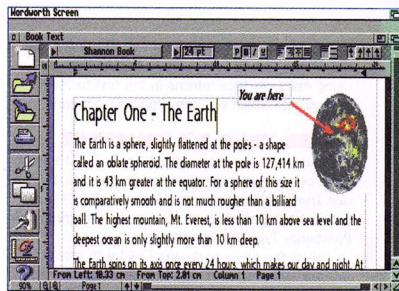 Wordworth Screen
Book Text
Shannon Book
24 pt
P B I U
You are here
Chapter One - The Earth
The Earth is a sphere, slightly flattened at the poles - a shape
called an oblate spheroid. The diameter at the pole is 127,414 km
and it is 43 km greater at the equator. For a sphere of this size it
is comparatively smooth and is not much rougher than a billiard
ball. The highest mountain, Mt. Everest, is less than 10 km above sea level and the
deepest ocean is only slightly more than 10 km deep.
The Earth spins on its axis once every 24 hours, which makes our day and night. At
From Left: 10.33 cm From Top: 2.01 cm Column 1 Page 1
90% Page 1